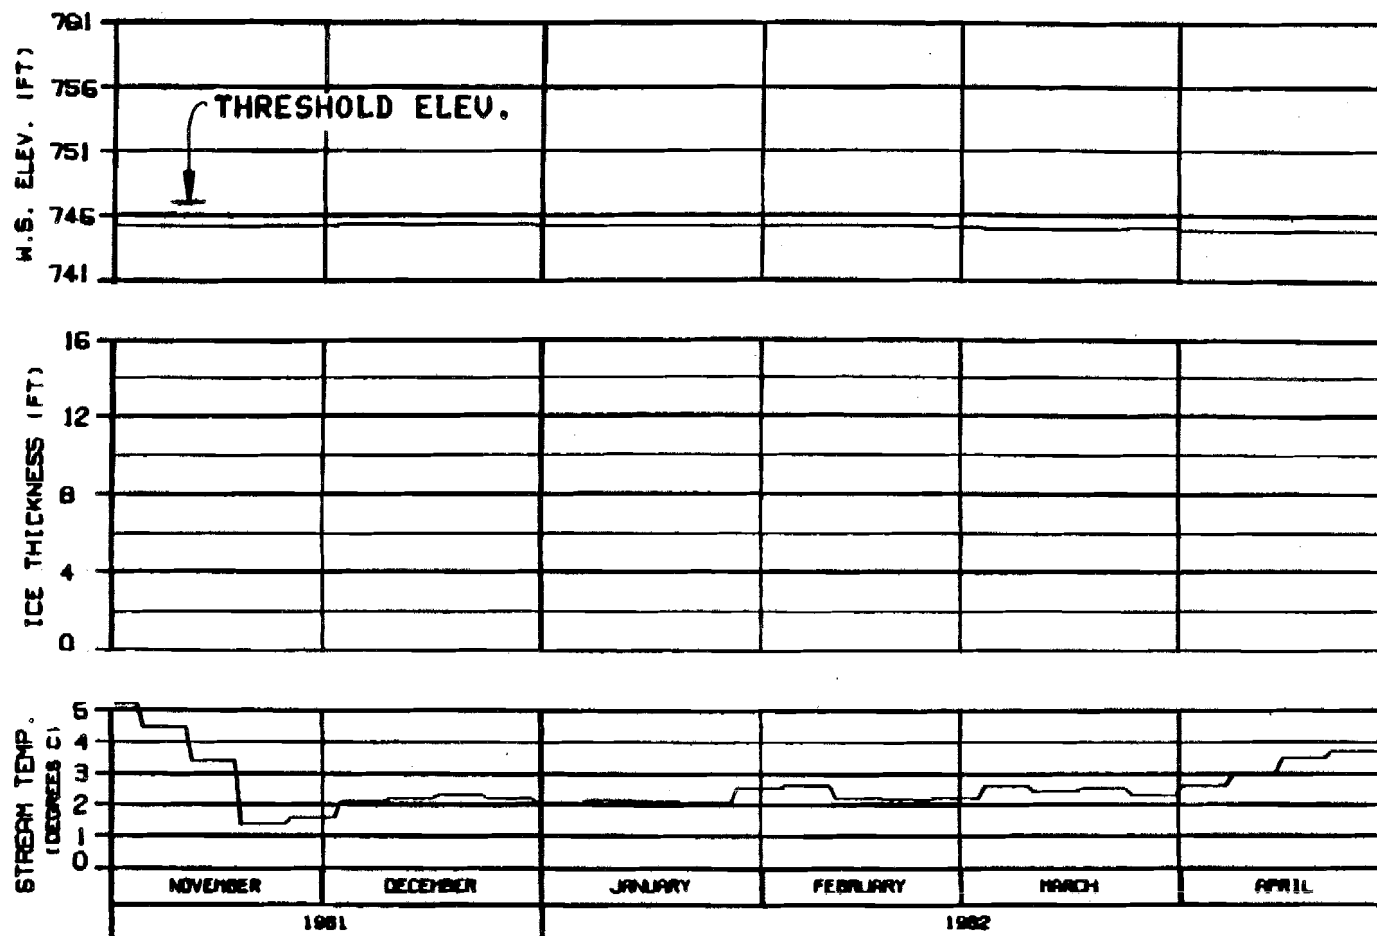 761
756
THRESHOLD ELEV.
751
746
741
W.S. ELEV. (FT)
16
12
8
4
0
ICE THICKNESS (FT)
5
4
3
2
1
0
STREAM TEMP.
(DEGREES C)
NOVEMBER DECEMBER JANUARY FEBRUARY MARCH APRIL
1981 1982